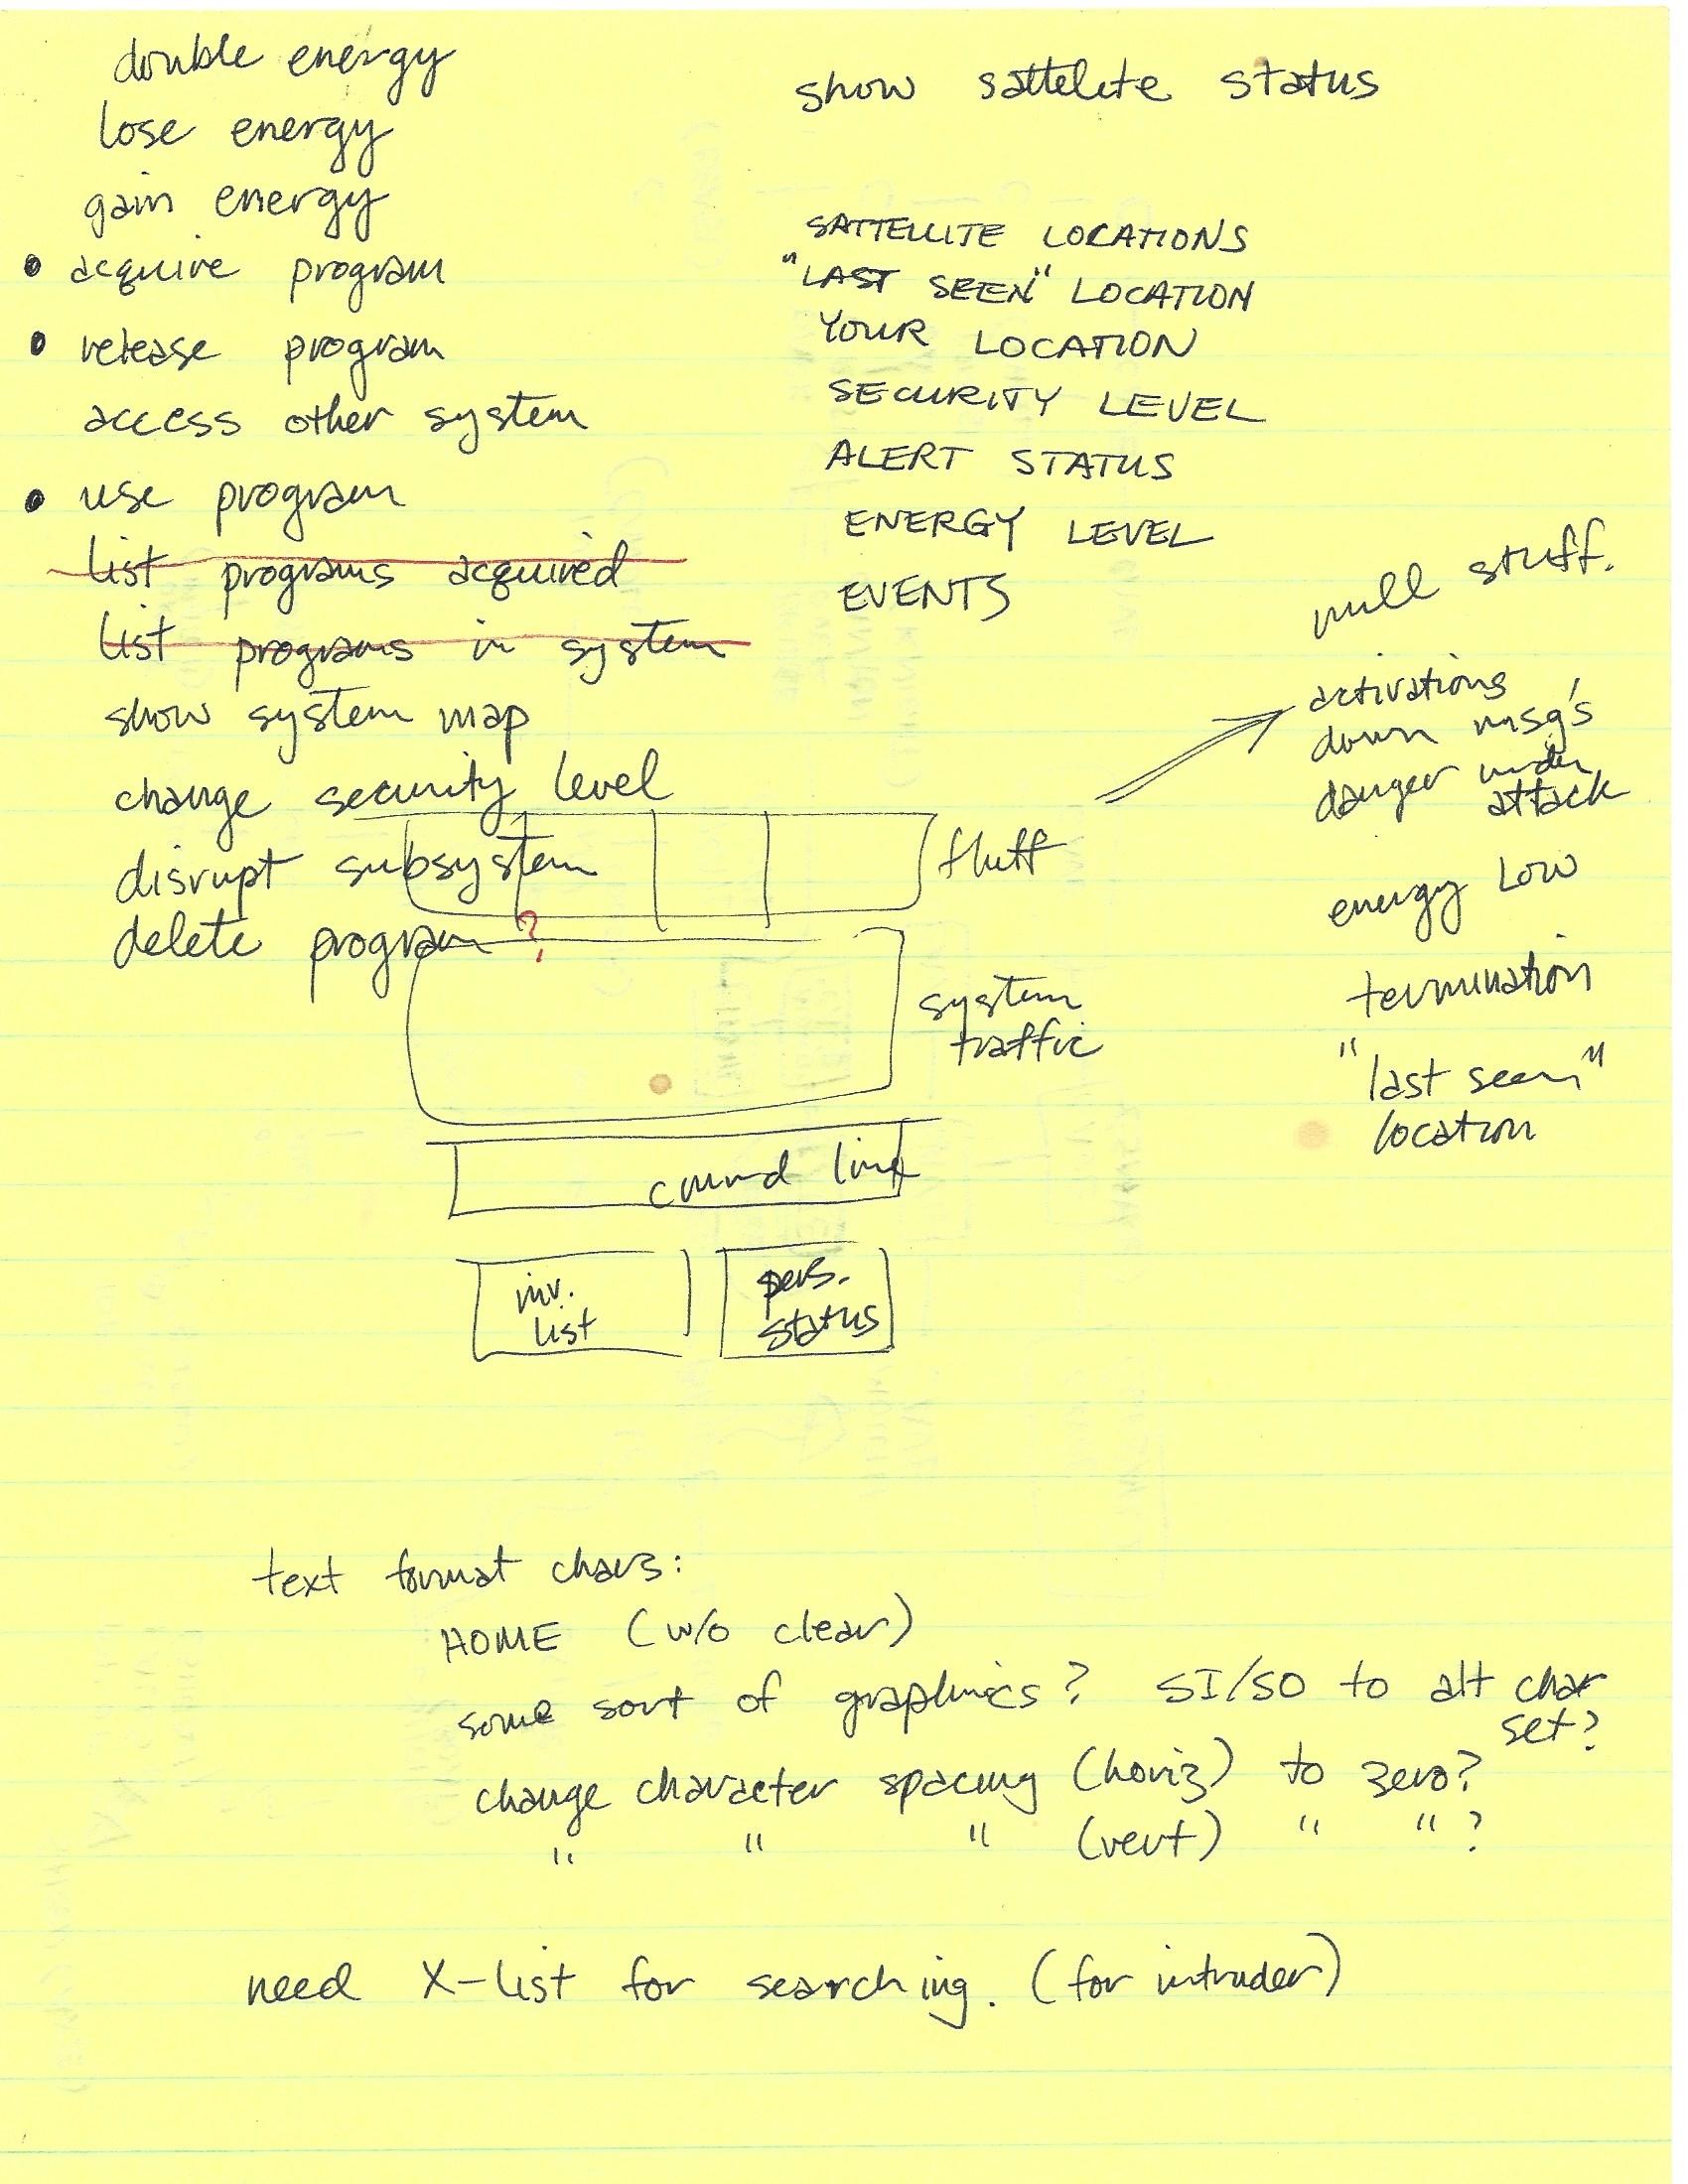 double energy
lose energy
gain energy
• acquire program
• release program
access other system
• use program
list programs acquired
list programs in system
show system map
change security level
disrupt subsystem
delete program ?
show sattelite status
SATTELLITE LOCATIONS
"LAST SEEN" LOCATION
YOUR LOCATION
SECURITY LEVEL
ALERT STATUS
ENERGY LEVEL
EVENTS
null stuff.
activations
down msg's
danger under
attack
energy LOW
termination
"last seen"
location
fluff
system
traffic
commd line
inv.
list
pers.
status
text format chars:
HOME (w/o clear)
some sort of graphics? SI/SO to alt char
set?
change character spacing (horiz) to zero?
" " " (vert) " " ?
need X-list for searching. (for intruder)